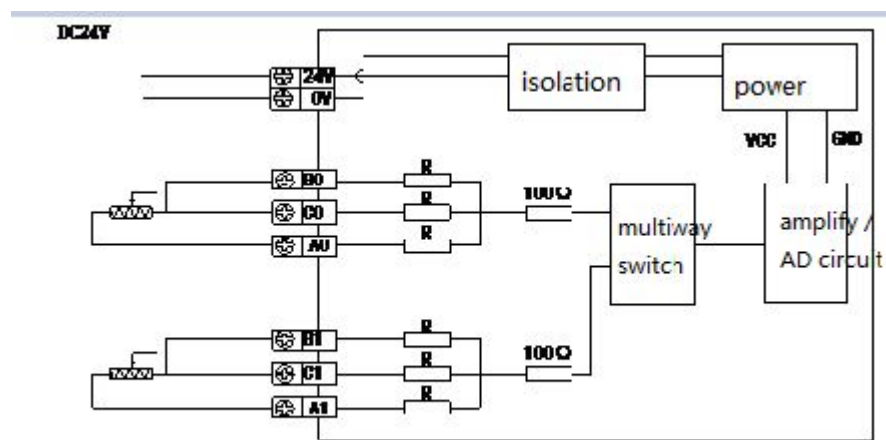 DC24V
24V
0V
isolation
power
VCC
GND
B0
R
C0
R
A0
R
100Ω
multiway
switch
amplify /
AD circuit
B1
R
C1
R
A1
R
100Ω